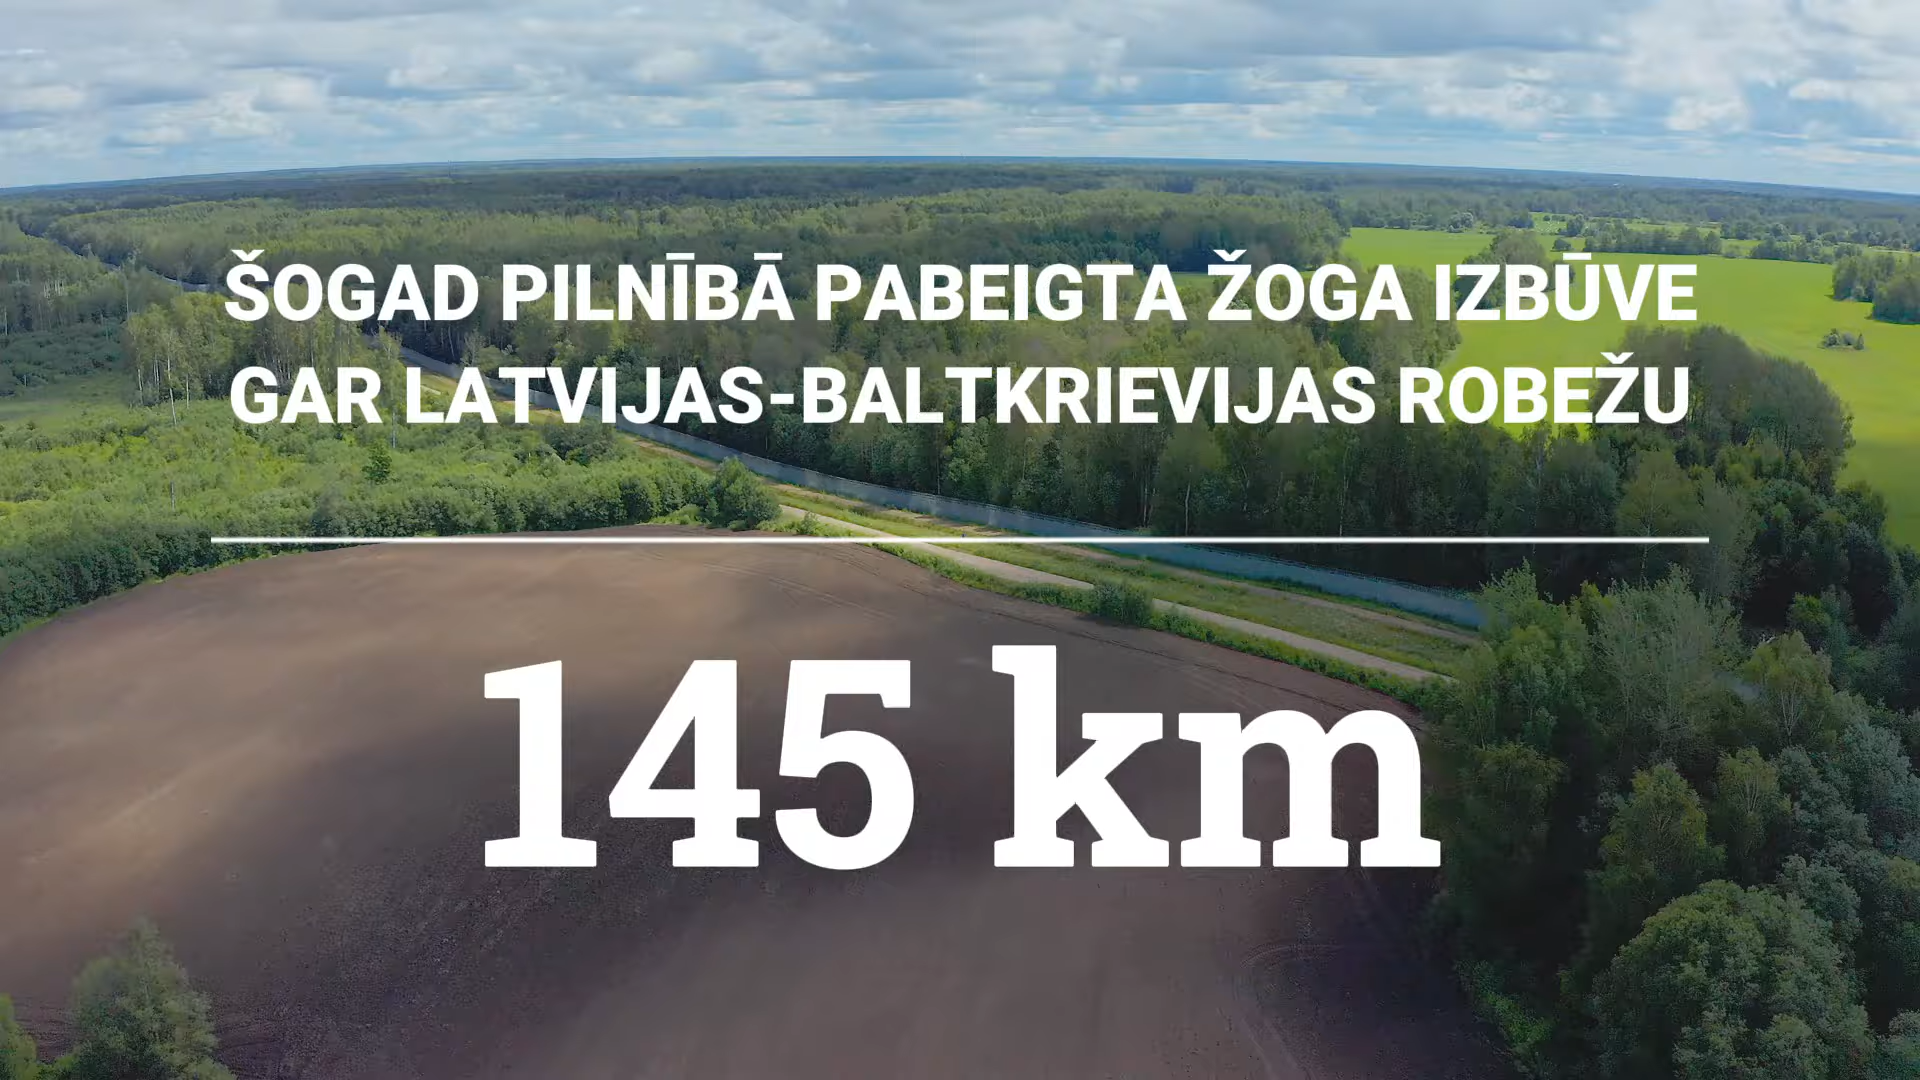 ŠOGAD PILNĪBĀ PABEIGTA ŽOGA IZBŪVE
GAR LATVIJAS-BALTKRIEVIJAS ROBEŽU
145 km